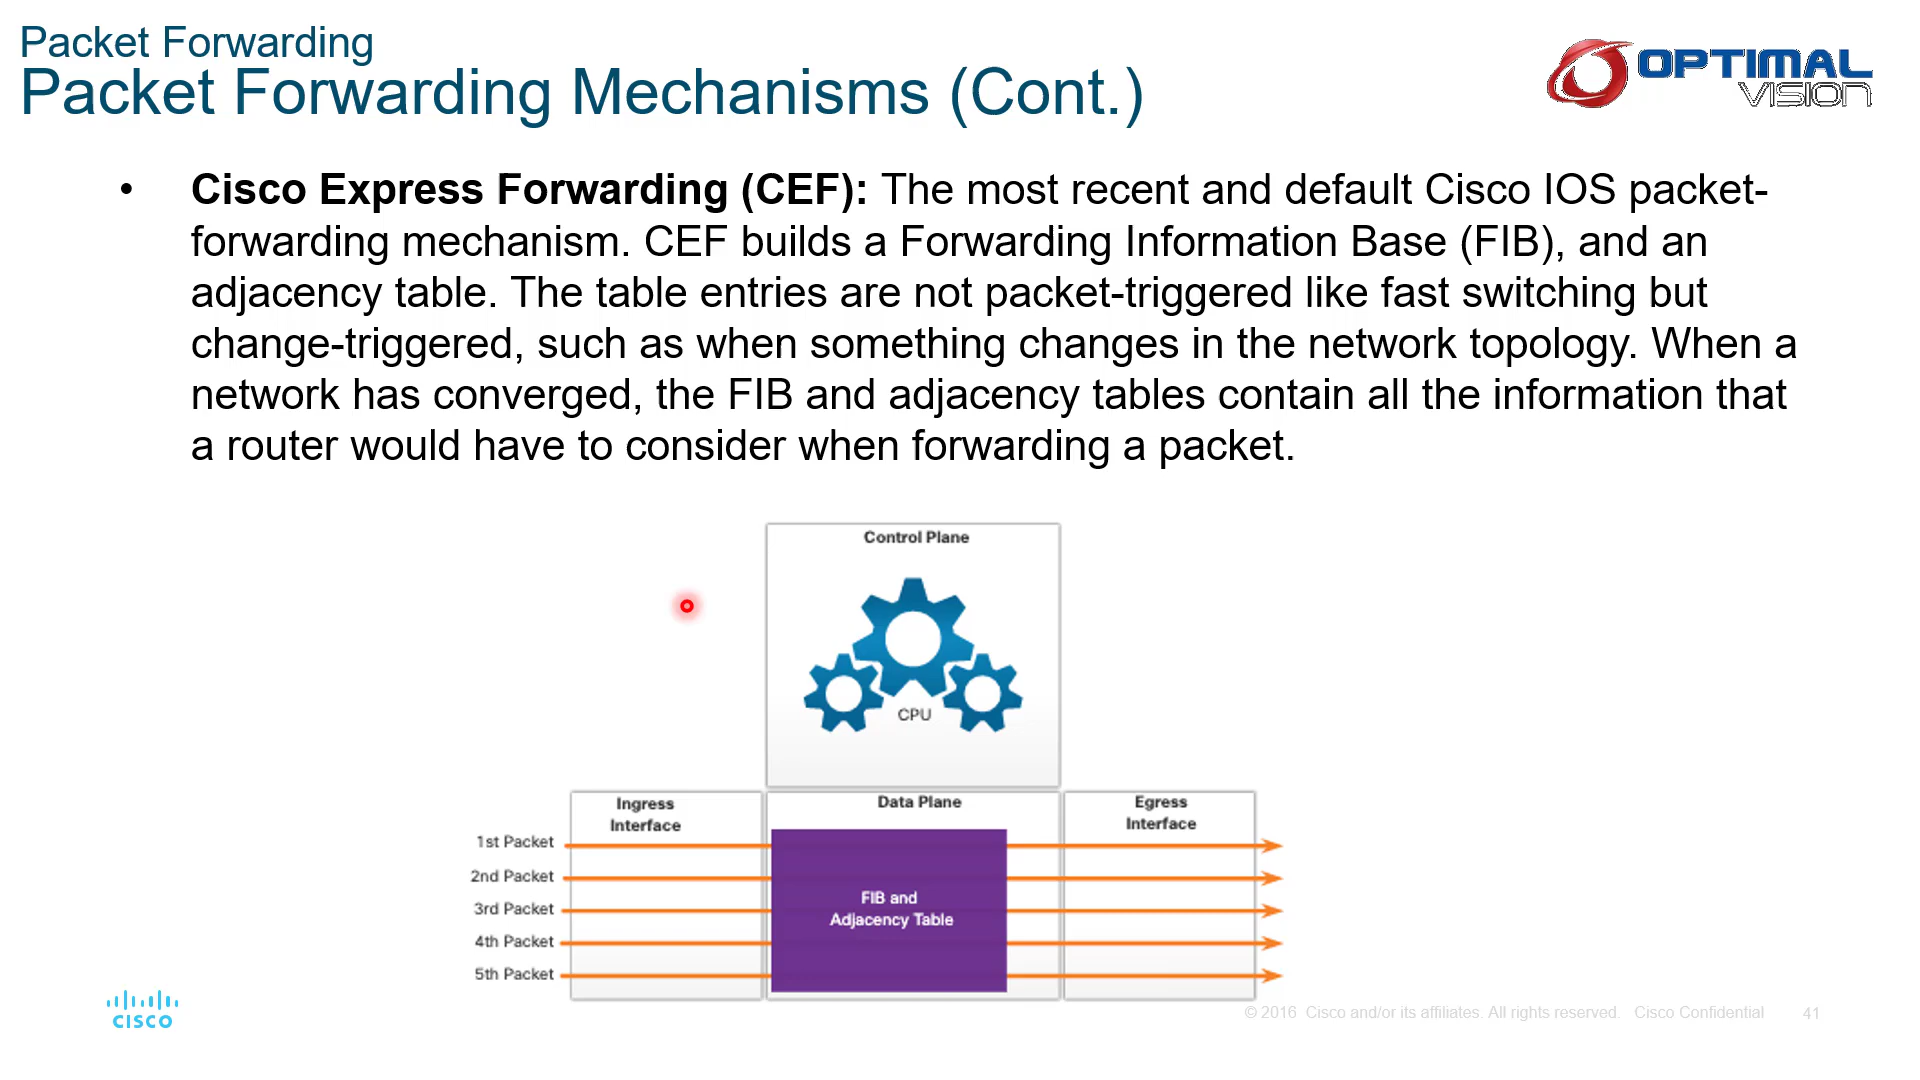 Packet Forwarding
Packet Forwarding Mechanisms (Cont.)
OPTIMAL
VISION
• Cisco Express Forwarding (CEF): The most recent and default Cisco IOS packet-
forwarding mechanism. CEF builds a Forwarding Information Base (FIB), and an
adjacency table. The table entries are not packet-triggered like fast switching but
change-triggered, such as when something changes in the network topology. When a
network has converged, the FIB and adjacency tables contain all the information that
a router would have to consider when forwarding a packet.
Control Plane
CPU
Ingress
Interface
Data Plane
Egress
Interface
1st Packet
2nd Packet
3rd Packet
4th Packet
5th Packet
FIB and
Adjacency Table
CISCO
© 2016 Cisco and/or its affiliates. All rights reserved. Cisco Confidential 41